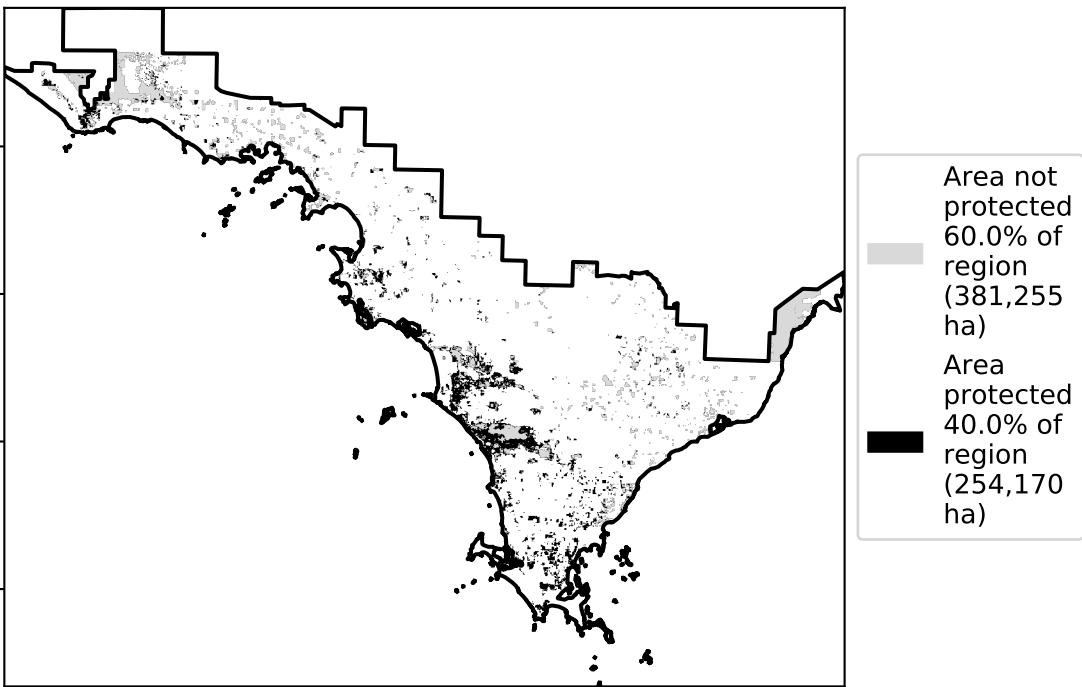 Area not
protected
60.0% of
region
(381,255
ha)
Area
protected
40.0% of
region
(254,170
ha)